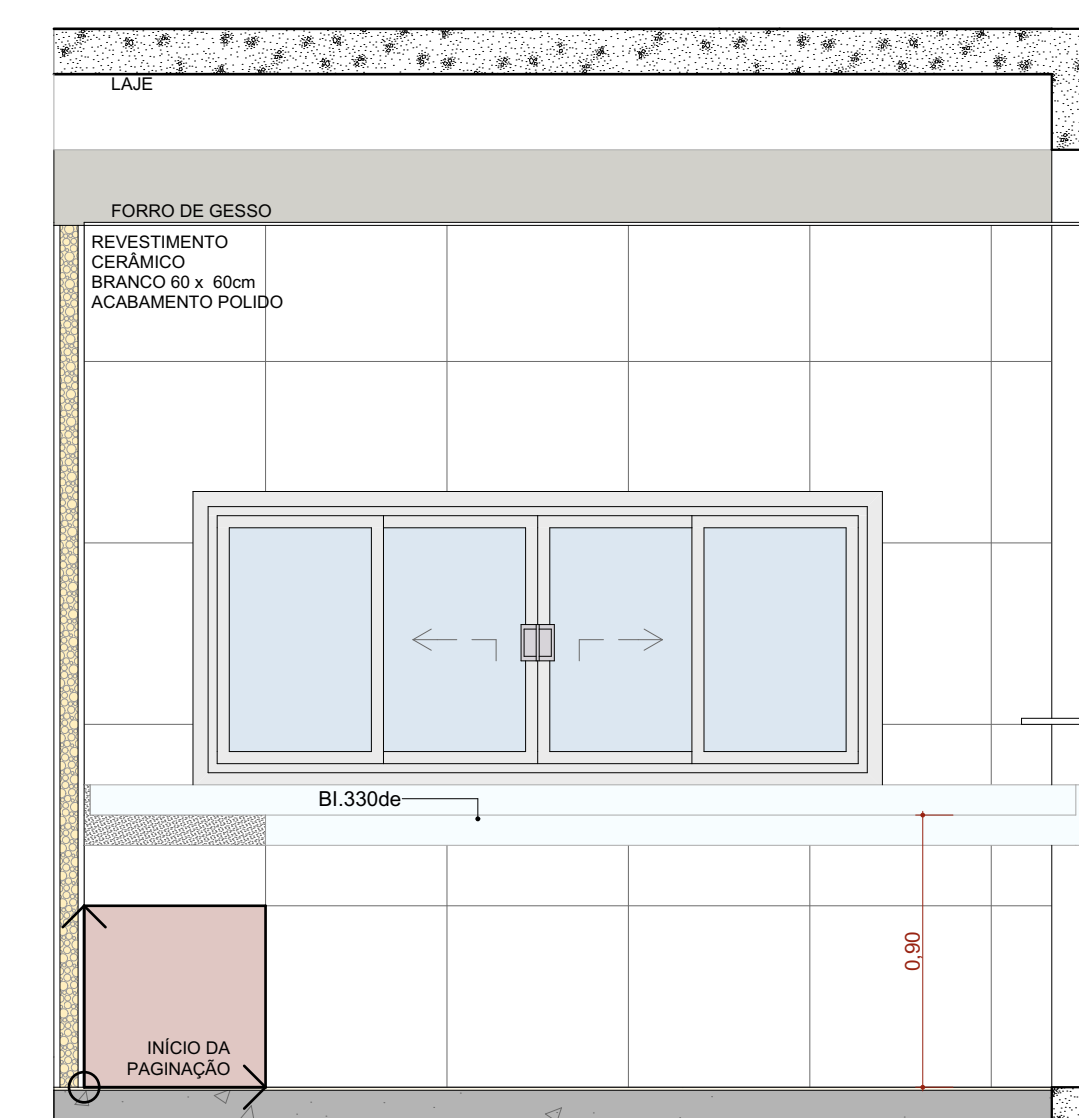 LAJE
FORRO DE GESSO
REVESTIMENTO
CERÂMICO
BRANCO 60 x 60cm
ACABAMENTO POLIDO
BI.330de
0,90
INÍCIO DA
PAGINAÇÃO